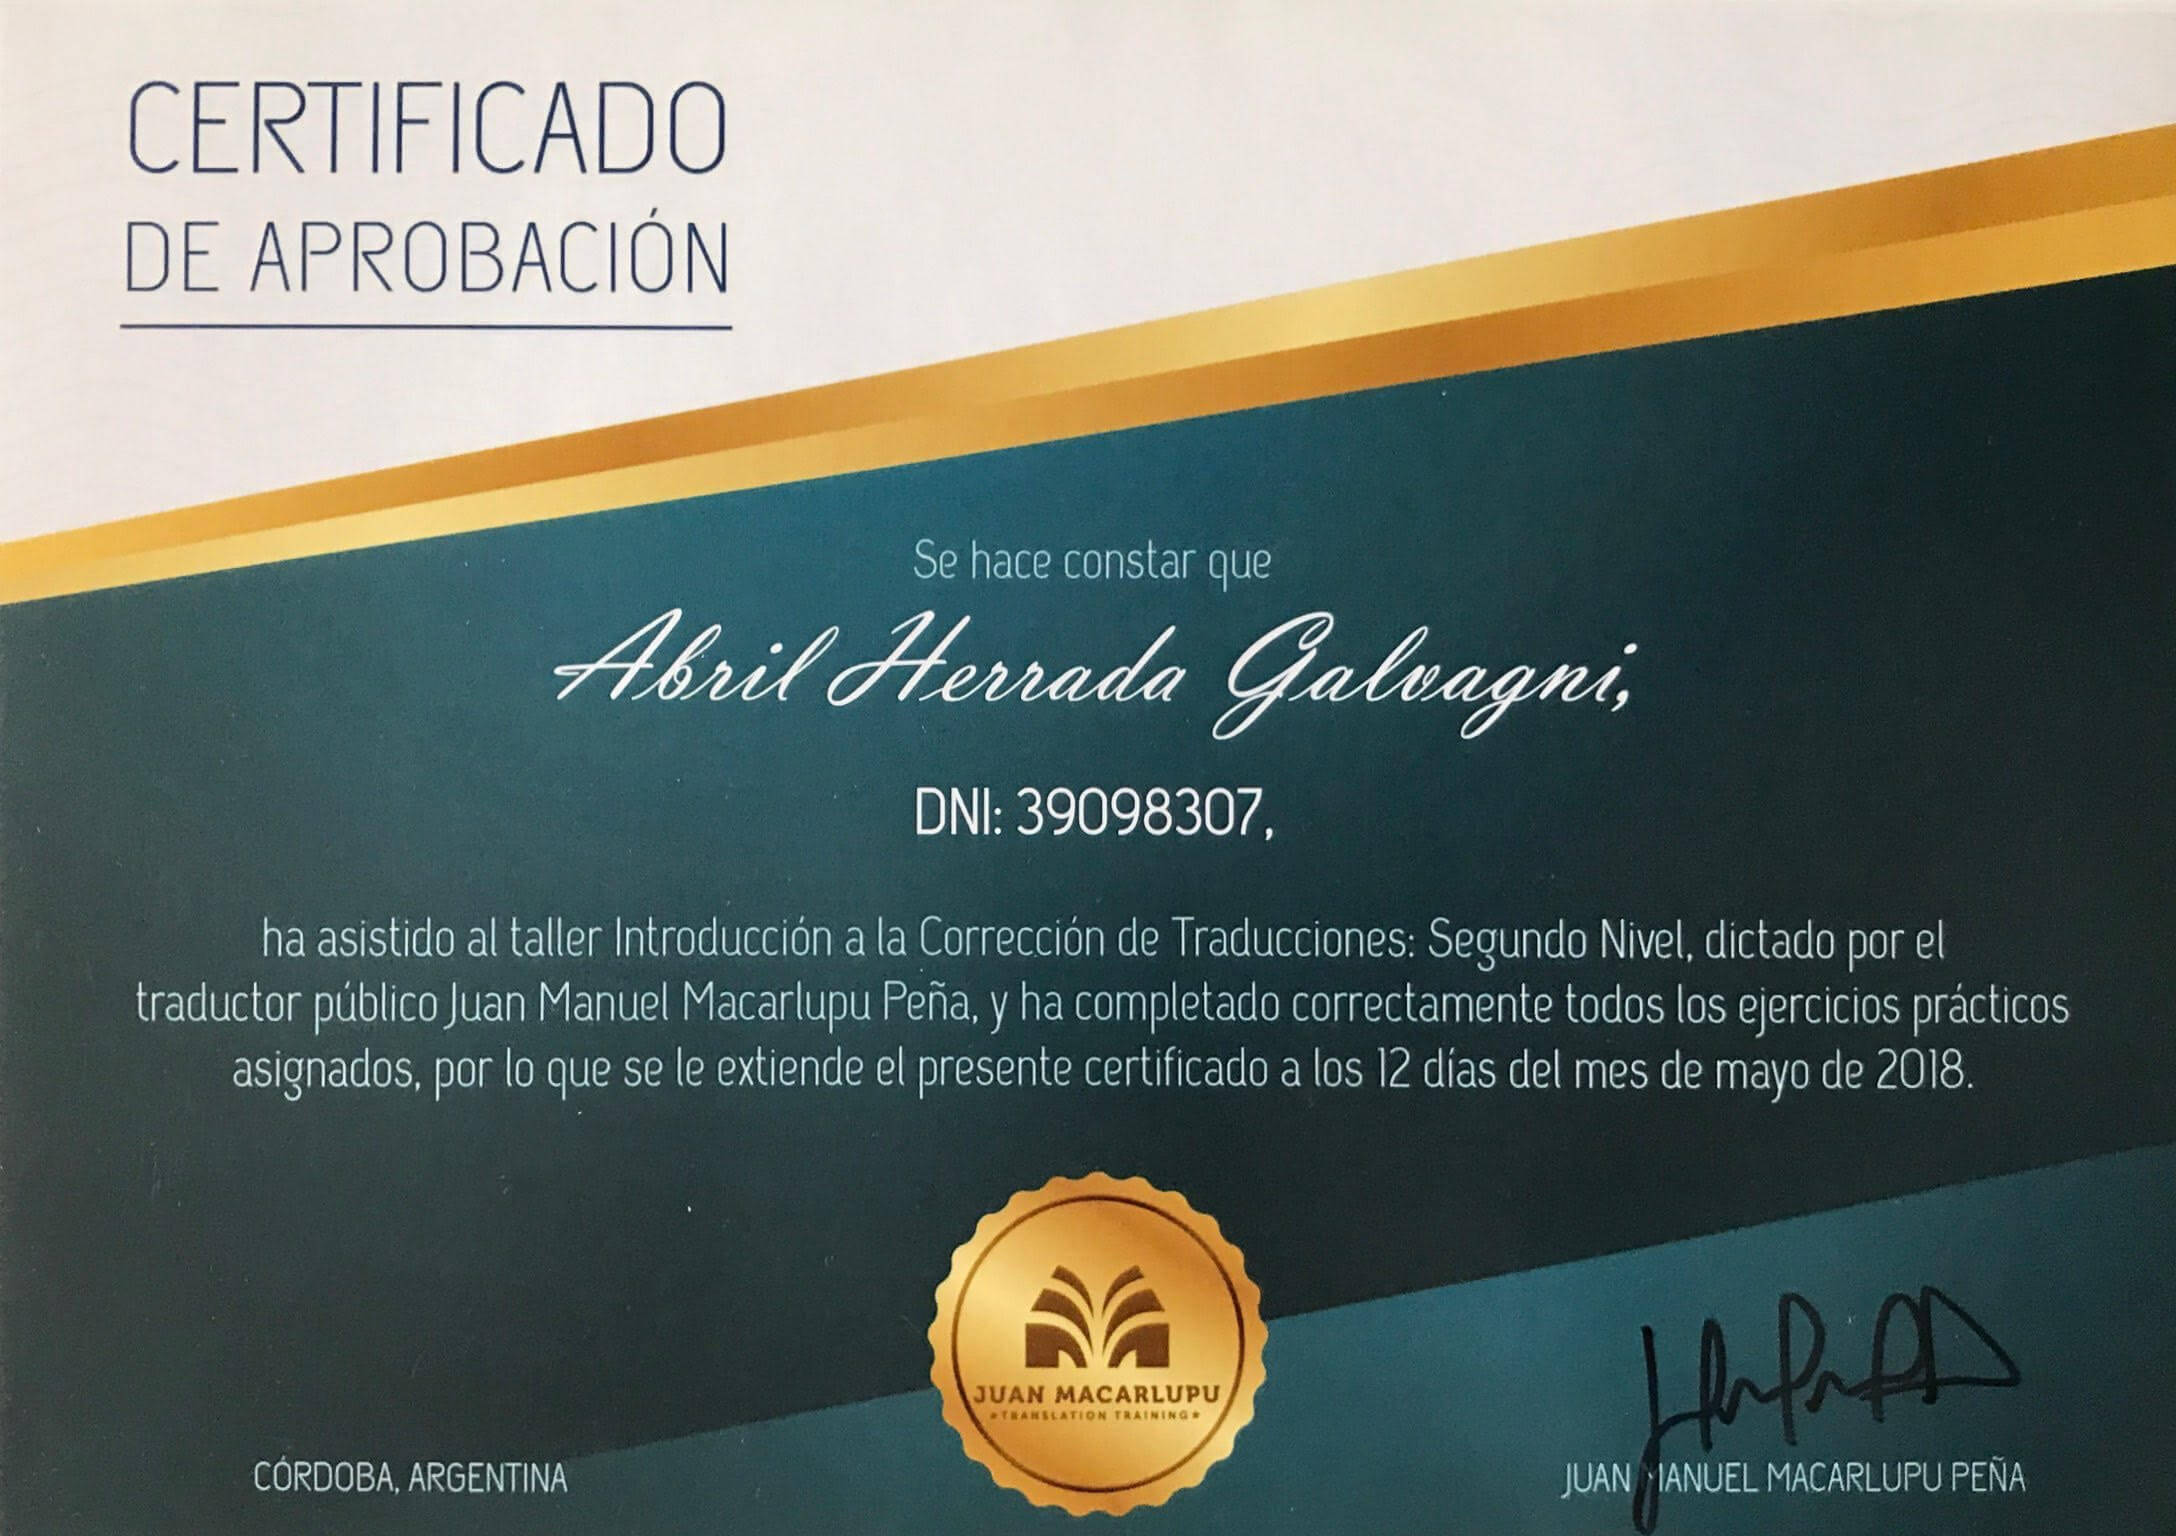 CERTIFICADO
DE APROBACIÓN
Se hace constar que
Abril Herrada Galvagni,
DNI: 39098307,
ha asistido al taller Introducción a la Corrección de Traducciones: Segundo Nivel, dictado por el
traductor público Juan Manuel Macarlupu Peña, y ha completado correctamente todos los ejercicios prácticos
asignados, por lo que se le extiende el presente certificado a los 12 días del mes de mayo de 2018.
JUAN MACARLUPU
★TRANSLATION TRAINING★
CÓRDOBA, ARGENTINA
JUAN MANUEL MACARLUPU PEÑA